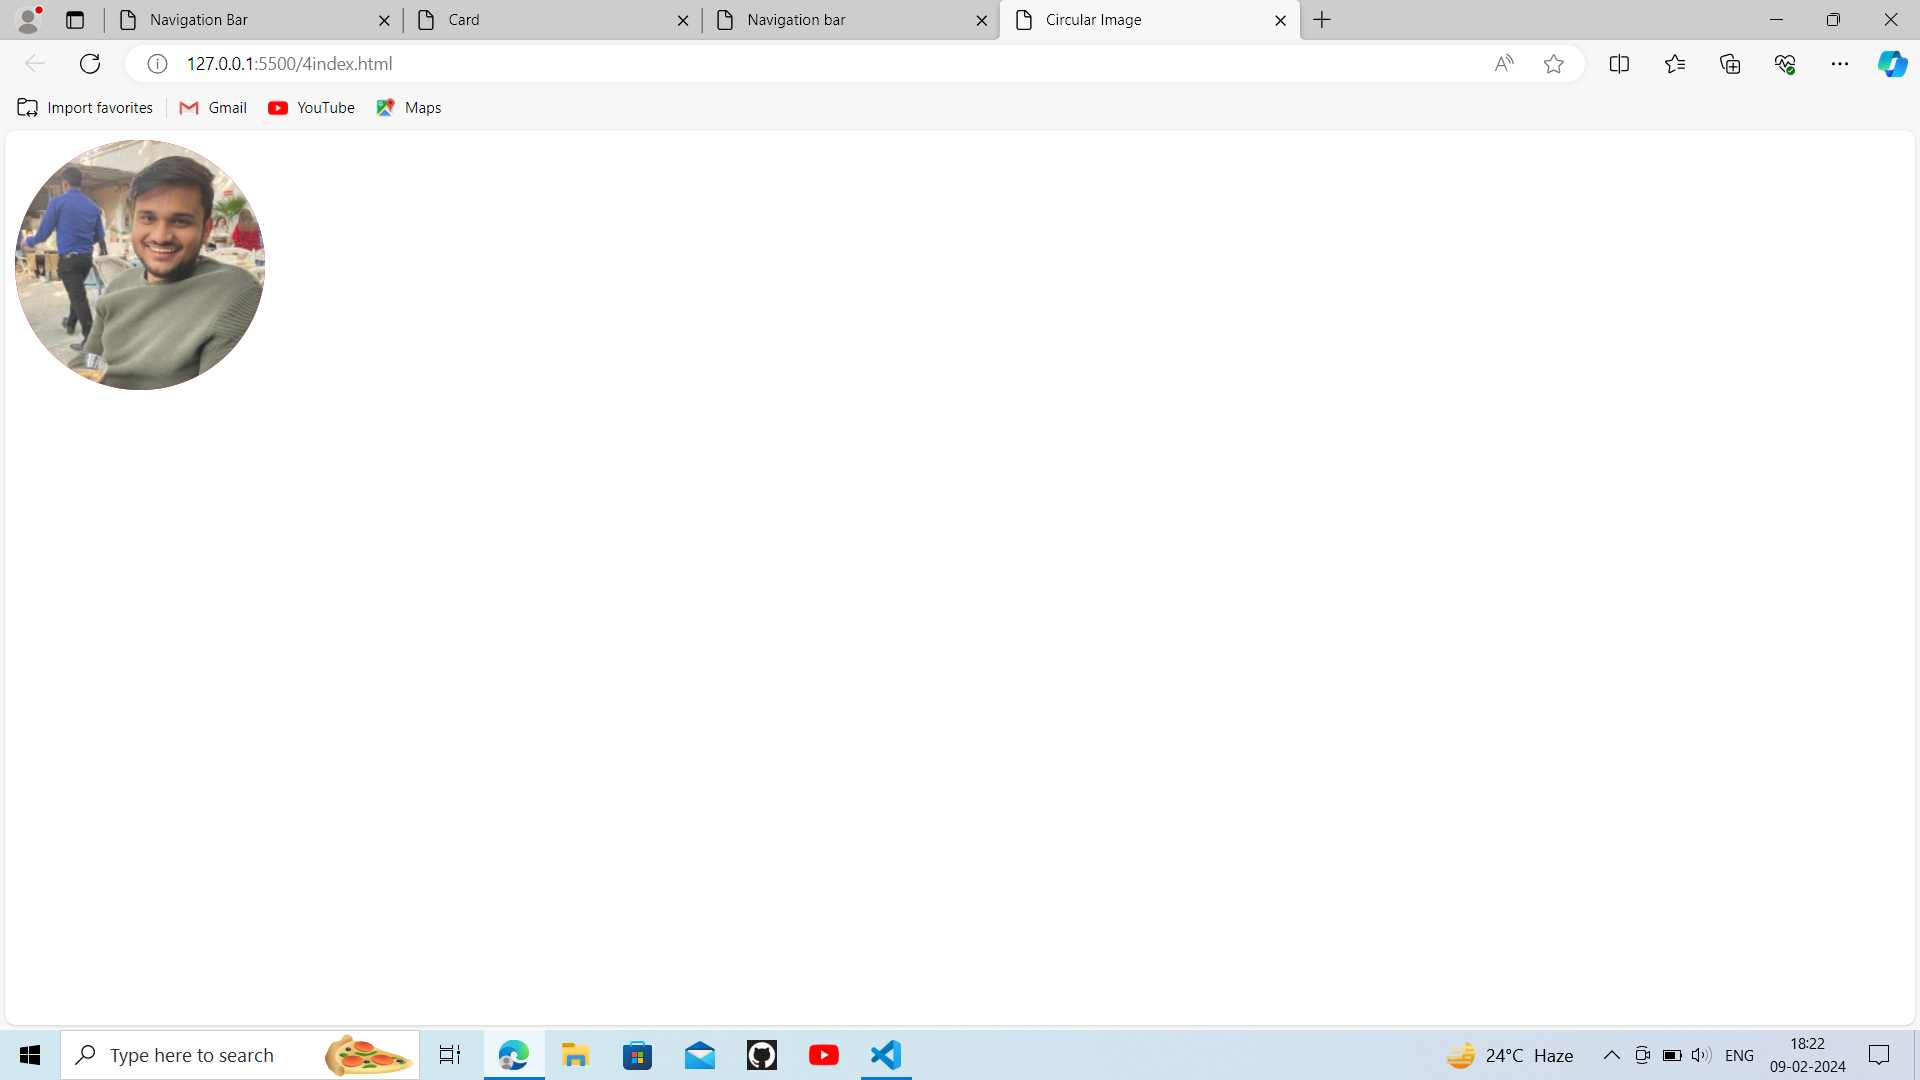 Navigation Bar
Card
Navigation bar
Circular Image
127.0.0.1:5500/4index.html
Import favorites
Gmail
YouTube
Maps
Type here to search
24°C Haze
ENG
18:22
09-02-2024